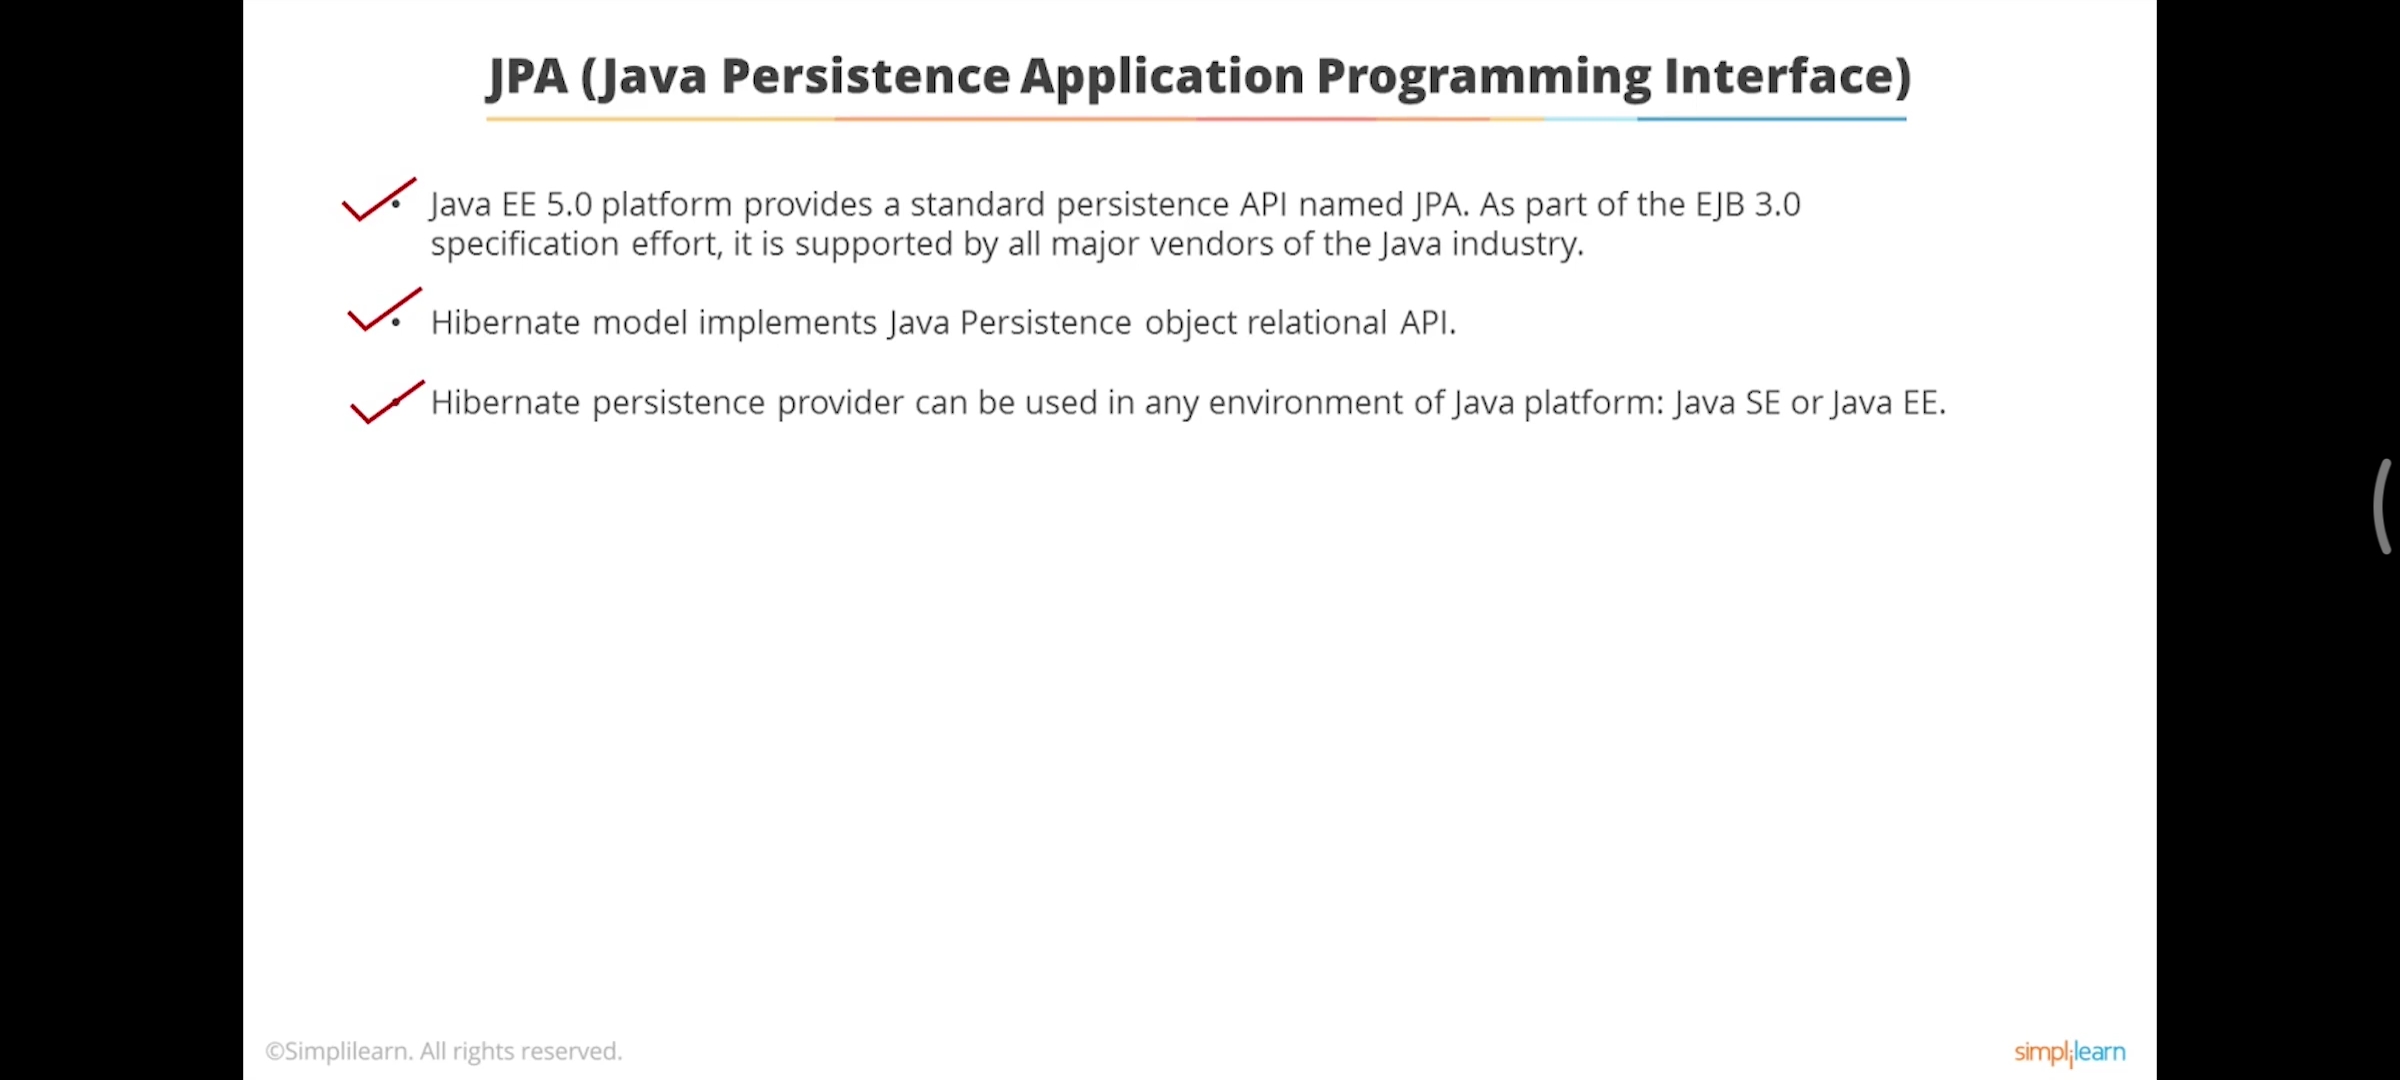 JPA (Java Persistence Application Programming Interface)
• Java EE 5.0 platform provides a standard persistence API named JPA. As part of the EJB 3.0
specification effort, it is supported by all major vendors of the Java industry.
• Hibernate model implements Java Persistence object relational API.
• Hibernate persistence provider can be used in any environment of Java platform: Java SE or Java EE.
©Simplilearn. All rights reserved.
simplilearn